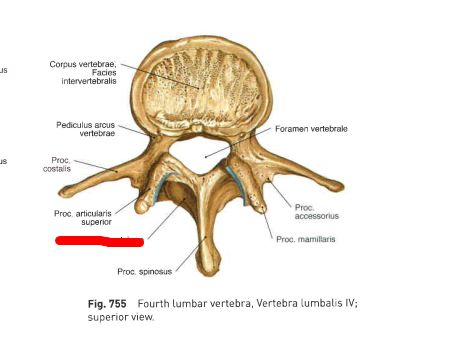 us
Corpus vertebrae,
Facies
intervertebralis
Pediculus arcus
vertebrae
Foramen vertebrale
us
Proc.
costalis
Proc. articularis
superior
Proc.
accessorius
Proc. mamillaris
Proc. spinosus
Fig. 755 Fourth lumbar vertebra, Vertebra lumbalis IV;
superior view.